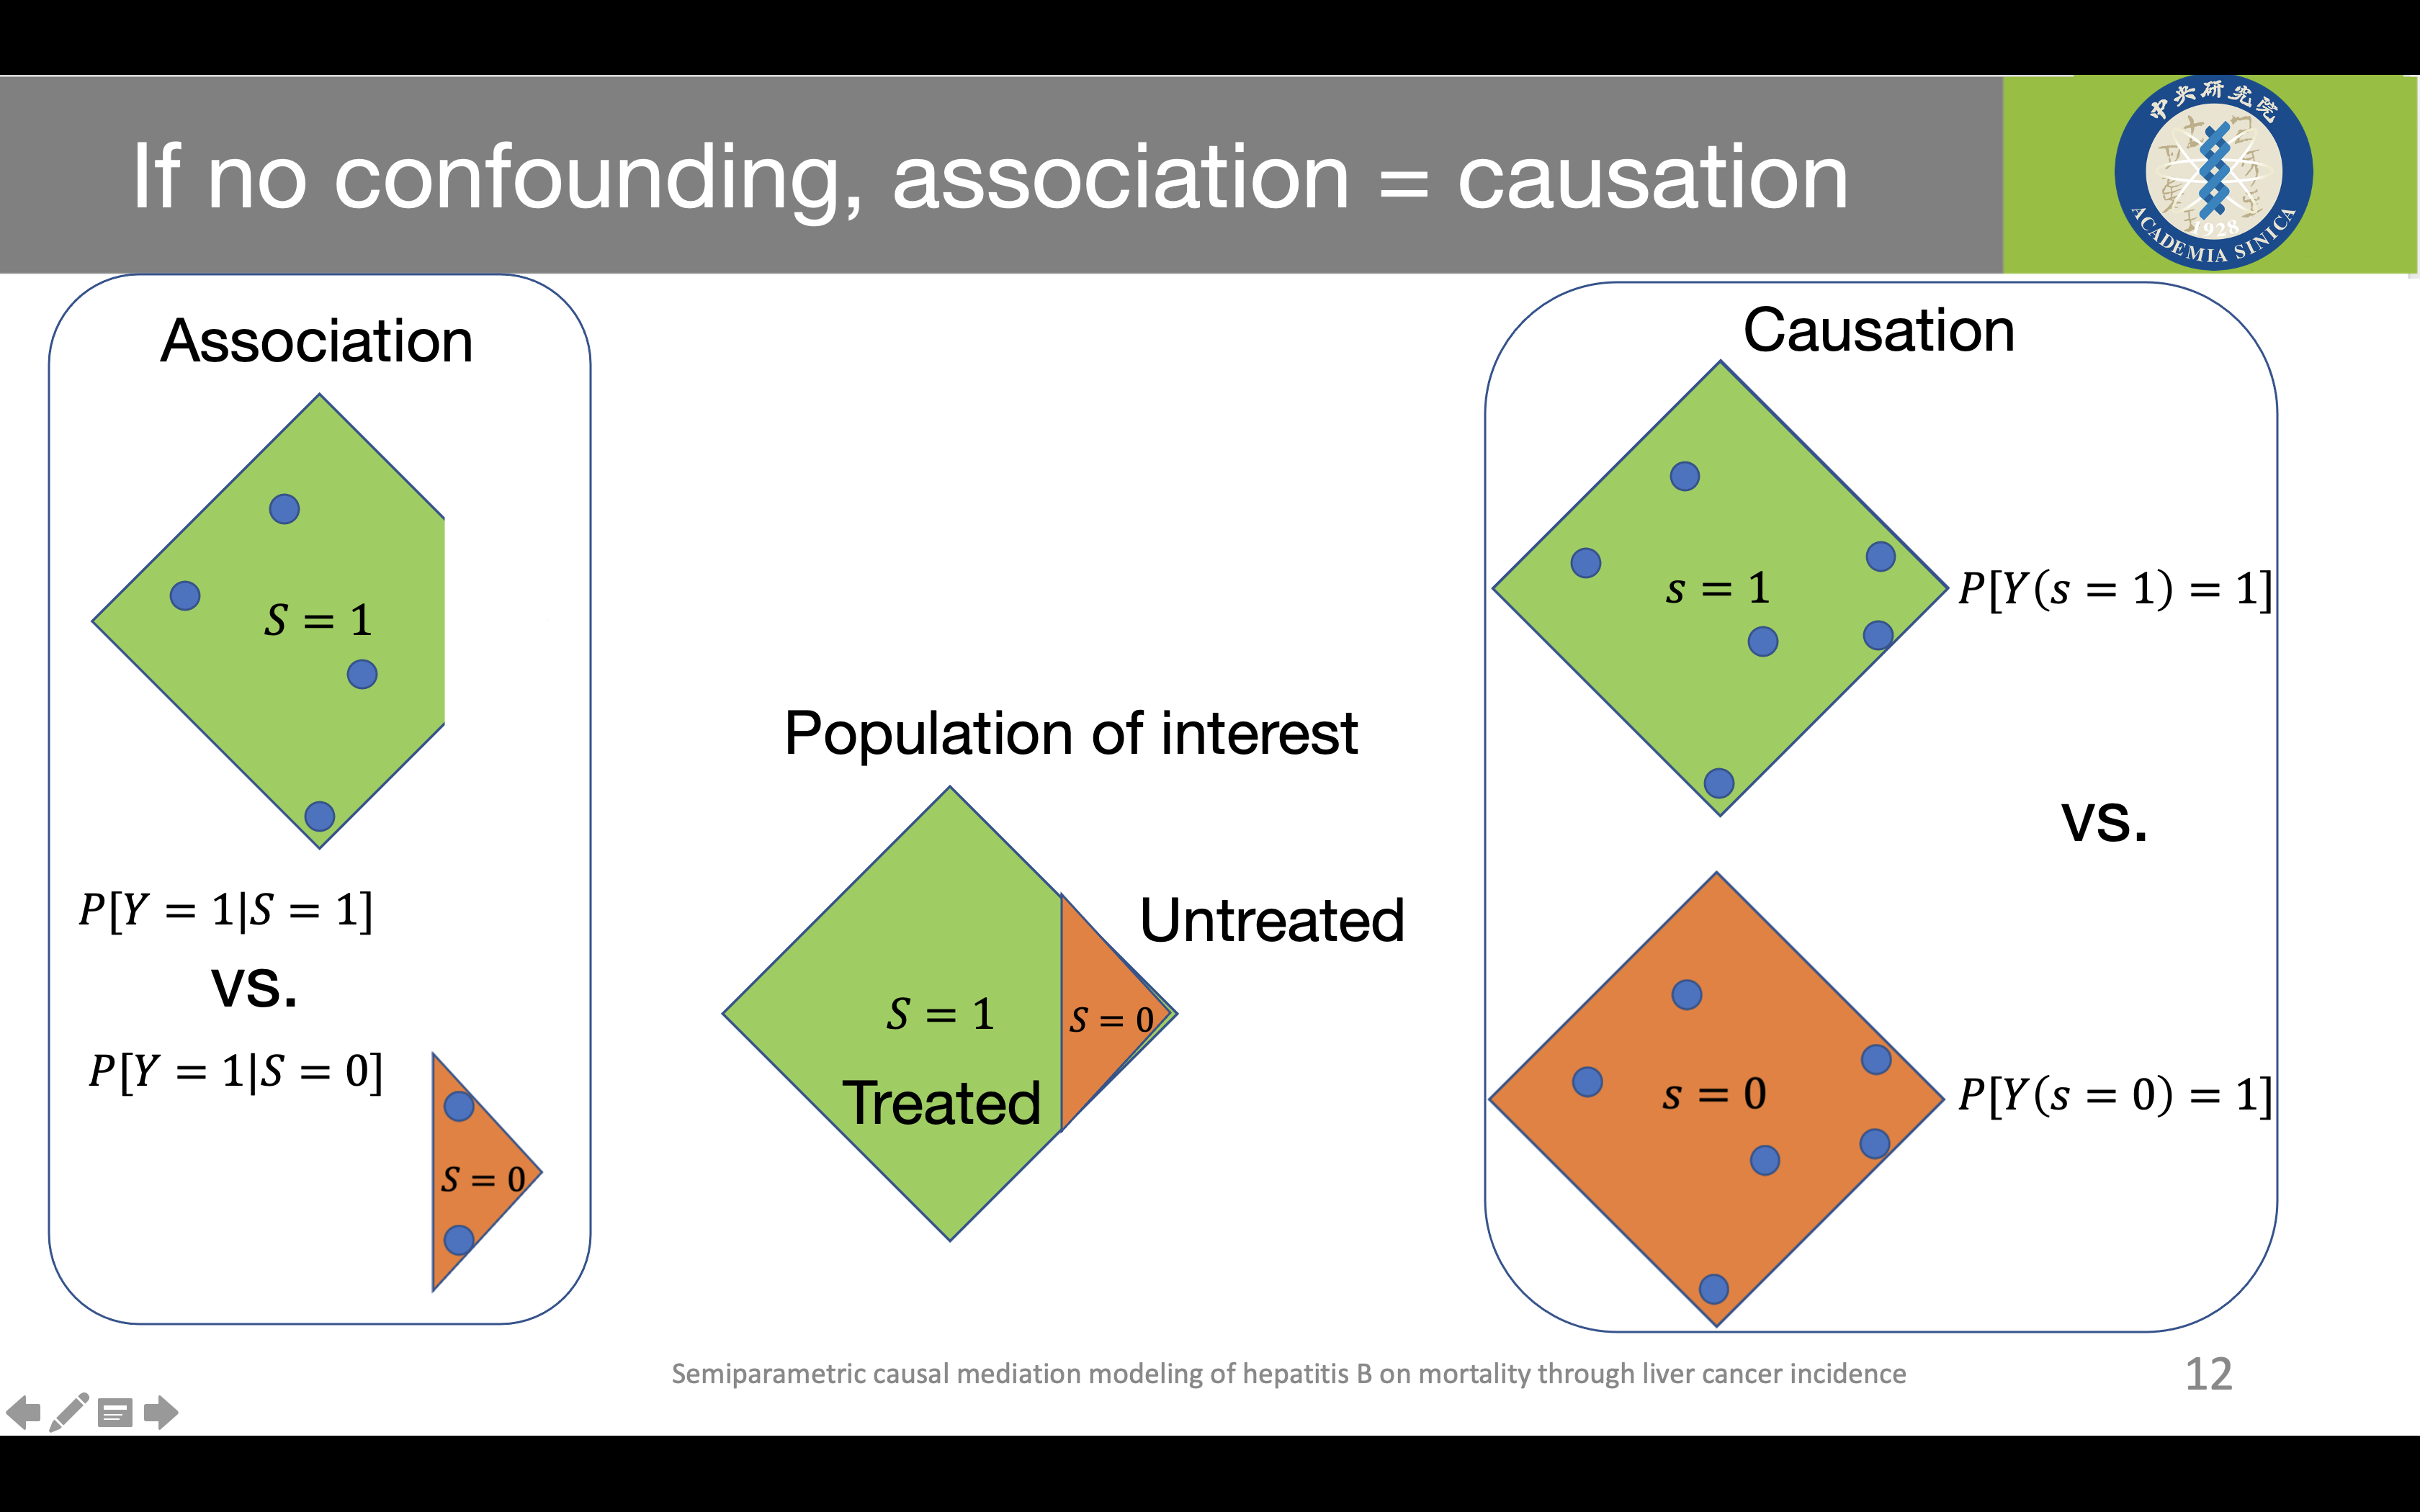 If no confounding, association = causation
中央研究院
1928
ACADEMIA SINICA
Association
S = 1
P[Y = 1|S = 1]
vs.
P[Y = 1|S = 0]
S = 0
Population of interest
Untreated
S = 1
S = 0
Treated
Causation
s = 1
P[Y(s = 1) = 1]
vs.
s = 0
P[Y(s = 0) = 1]
Semiparametric causal mediation modeling of hepatitis B on mortality through liver cancer incidence
12